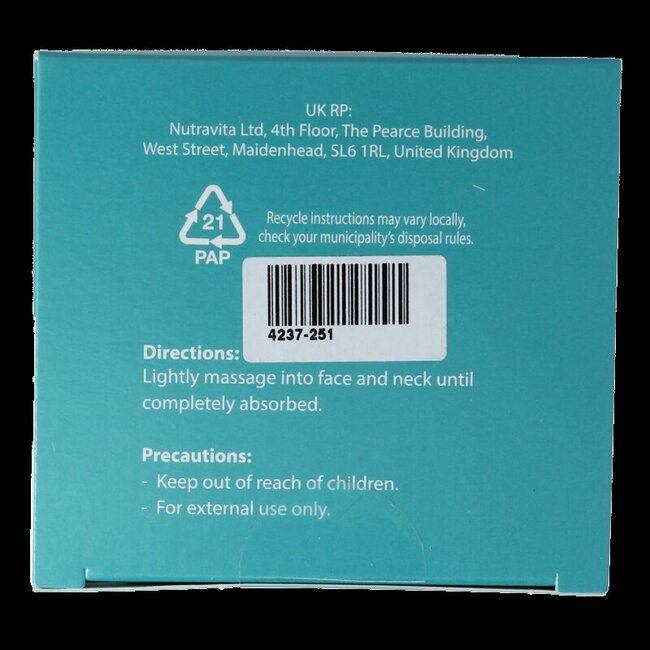 UK RP:
Nutravita Ltd, 4th Floor, The Pearce Building,
West Street, Maidenhead, SL6 1RL, United Kingdom
21
PAP
Recycle instructions may vary locally,
check your municipality's disposal rules.
4237-251
Directions:
Lightly massage into face and neck until
completely absorbed.
Precautions:
- Keep out of reach of children.
- For external use only.